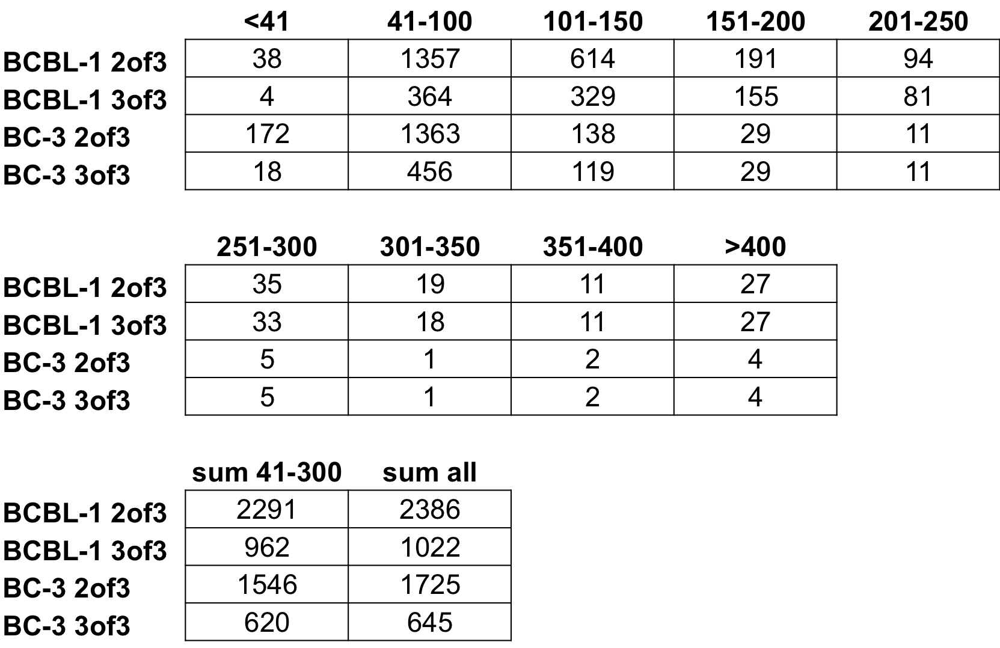 <41 41-100 101-150 151-200 201-250
BCBL-1 2of3 38 1357 614 191 94
BCBL-1 3of3 4 364 329 155 81
BC-3 2of3 172 1363 138 29 11
BC-3 3of3 18 456 119 29 11
251-300 301-350 351-400 >400
BCBL-1 2of3 35 19 11 27
BCBL-1 3of3 33 18 11 27
BC-3 2of3 5 1 2 4
BC-3 3of3 5 1 2 4
sum 41-300 sum all
BCBL-1 2of3 2291 2386
BCBL-1 3of3 962 1022
BC-3 2of3 1546 1725
BC-3 3of3 620 645